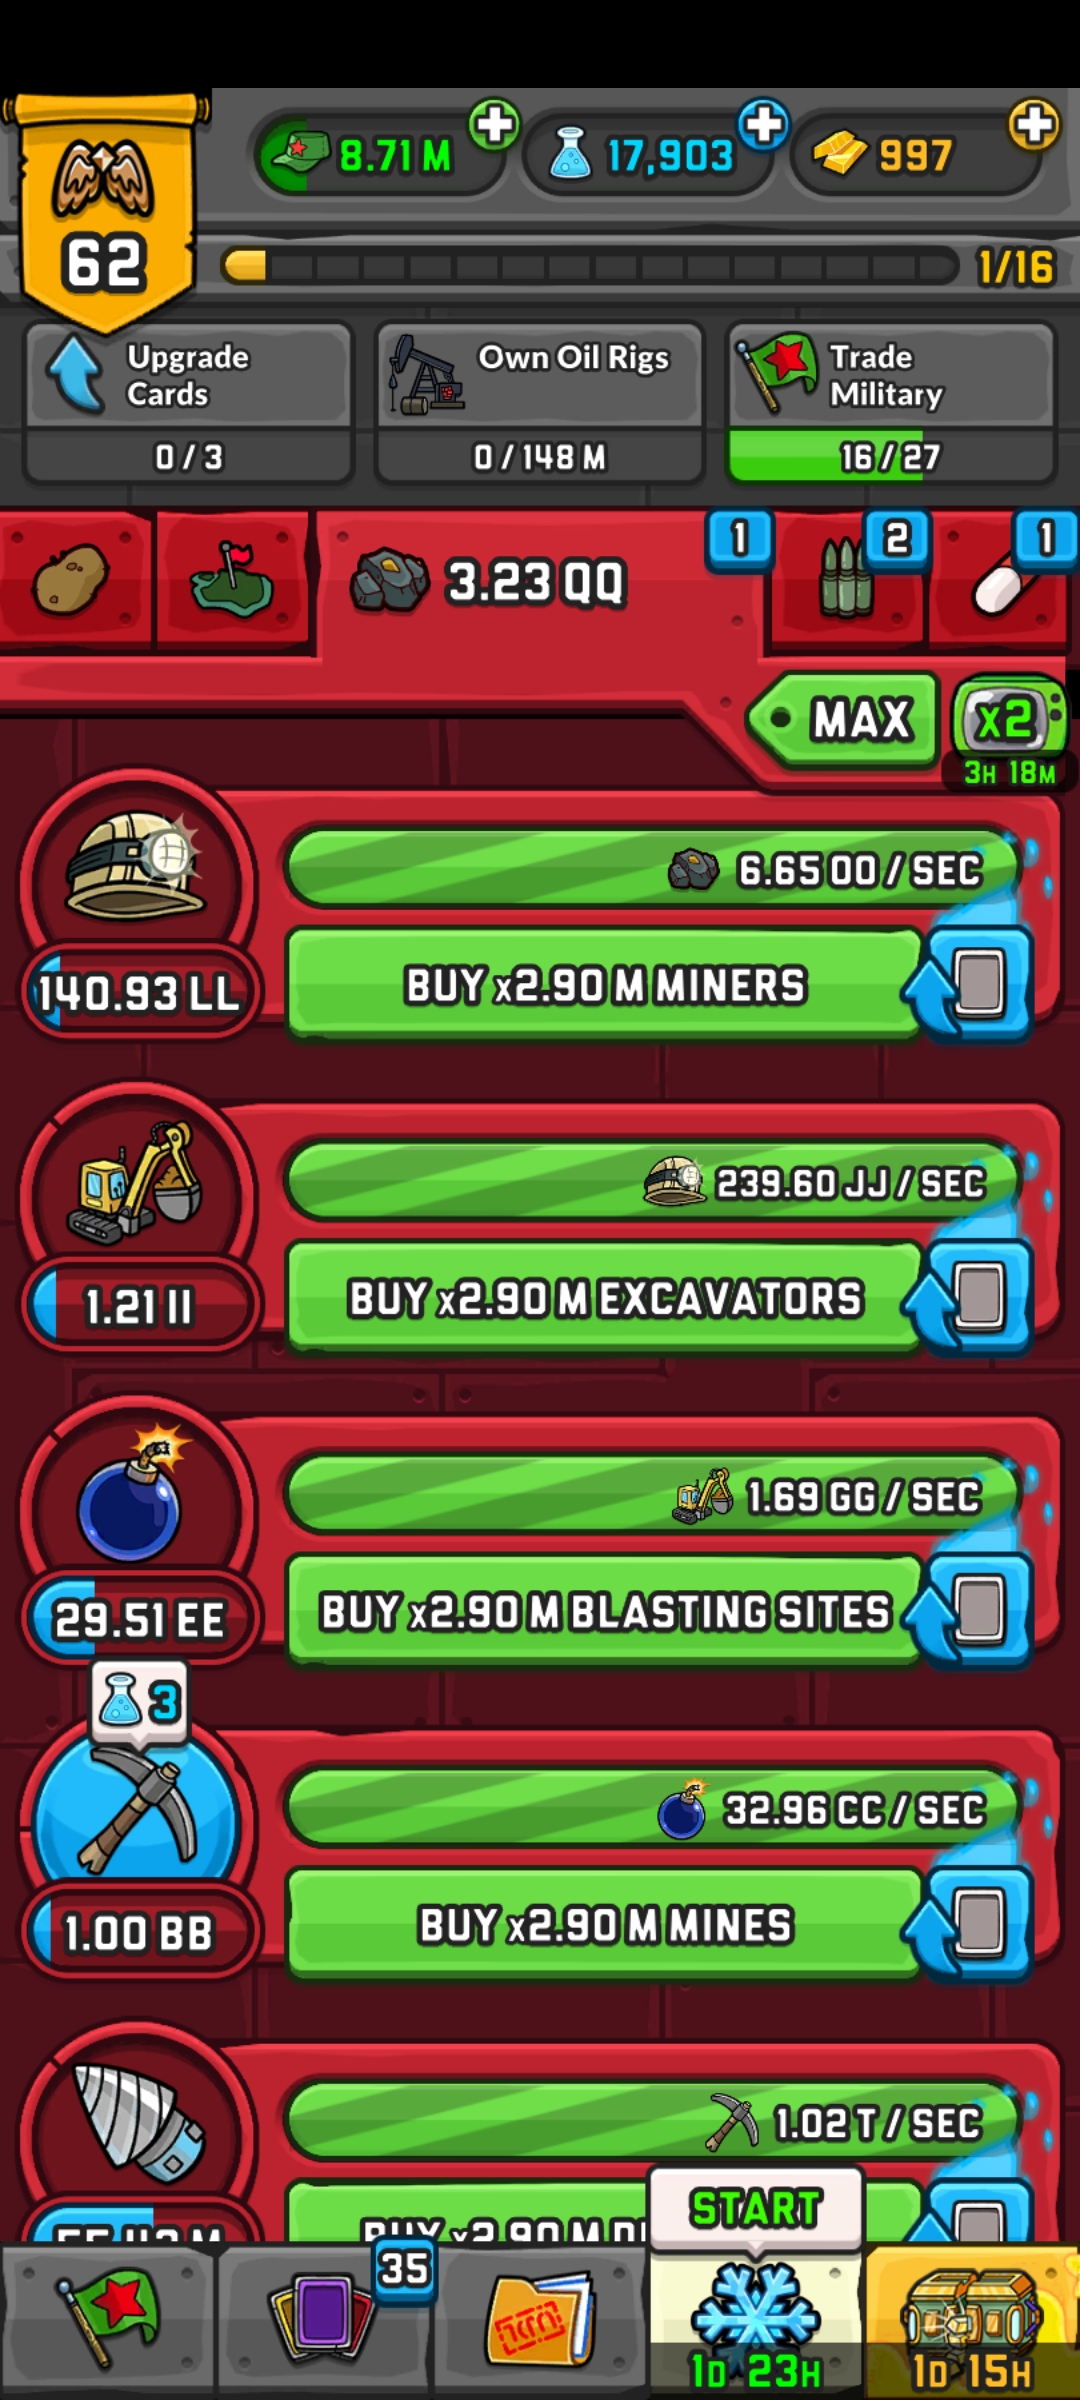 8.71 M
17,903
997
62
1/16
Upgrade
Cards
0 / 3
Own Oil Rigs
0 / 148 M
Trade
Military
16 / 27
3.23 QQ
1
2
1
MAX
x2
3H 18M
6.65 OO / SEC
140.93 LL
BUY x2.90 M MINERS
239.60 JJ / SEC
1.21 II
BUY x2.90 M EXCAVATORS
1.69 GG / SEC
29.51 EE
BUY x2.90 M BLASTING SITES
3
32.96 CC / SEC
1.00 BB
BUY x2.90 M MINES
1.02 T / SEC
BUY x2.90 M
START
35
1D 23H
1D 15H